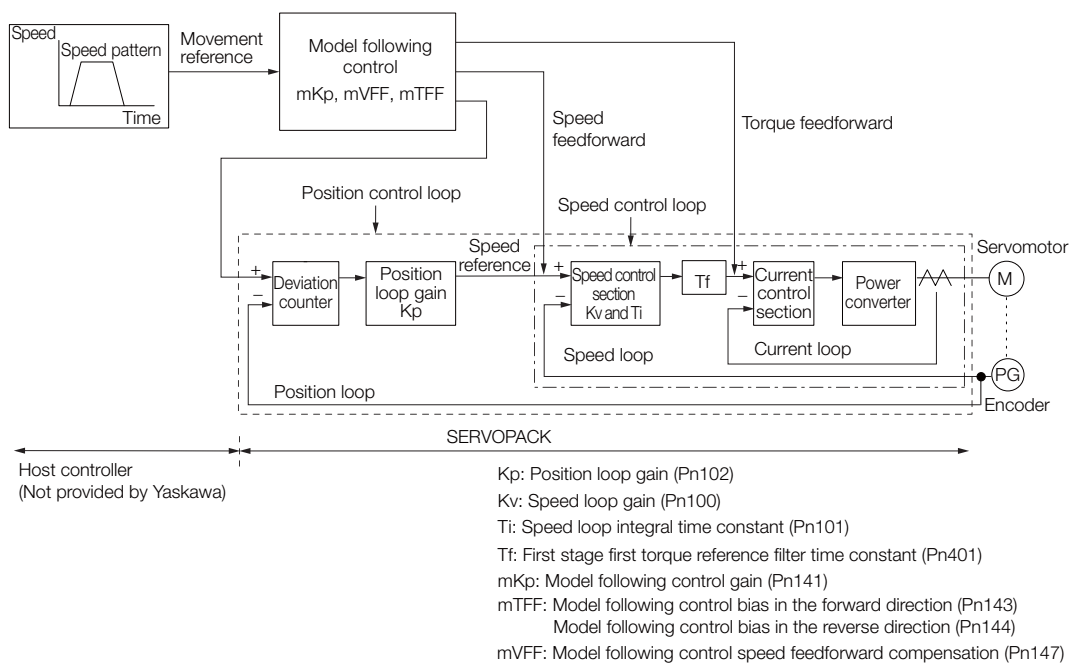 Speed
Speed pattern
Time
Movement
reference
Model following
control
mKp, mVFF, mTFF
Speed
feedforward
Torque feedforward
Position control loop
Speed control loop
Speed
reference
Servomotor
+
−
Deviation
counter
Position
loop gain
Kp
+
−
Speed control
section
Kv and Ti
Tf
+
−
Current
control
section
Power
converter
M
Speed loop
Current loop
PG
Encoder
Position loop
SERVOPACK
Host controller
(Not provided by Yaskawa)
Kp: Position loop gain (Pn102)
Kv: Speed loop gain (Pn100)
Ti: Speed loop integral time constant (Pn101)
Tf: First stage first torque reference filter time constant (Pn401)
mKp: Model following control gain (Pn141)
mTFF: Model following control bias in the forward direction (Pn143)
Model following control bias in the reverse direction (Pn144)
mVFF: Model following control speed feedforward compensation (Pn147)